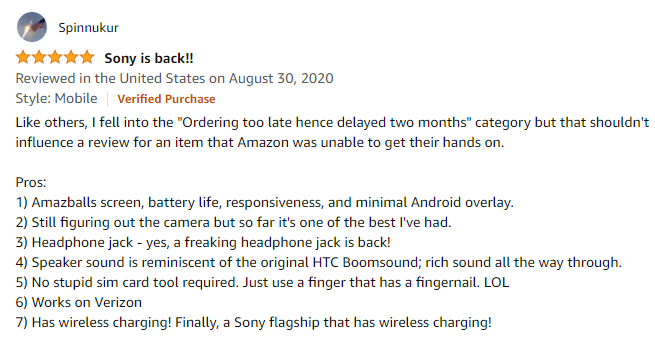 Spinnukur
Sony is back!!
Reviewed in the United States on August 30, 2020
Style: Mobile | Verified Purchase
Like others, I fell into the "Ordering too late hence delayed two months" category but that shouldn't
influence a review for an item that Amazon was unable to get their hands on.
Pros:
1) Amazballs screen, battery life, responsiveness, and minimal Android overlay.
2) Still figuring out the camera but so far it's one of the best I've had.
3) Headphone jack - yes, a freaking headphone jack is back!
4) Speaker sound is reminiscent of the original HTC Boomsound; rich sound all the way through.
5) No stupid sim card tool required. Just use a finger that has a fingernail. LOL
6) Works on Verizon
7) Has wireless charging! Finally, a Sony flagship that has wireless charging!